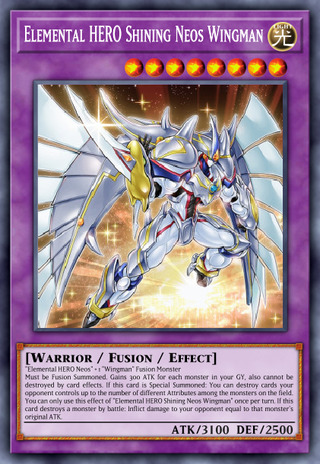 Elemental HERO Shining Neos Wingman
LIGHT
光
[Warrior / Fusion / Effect]
"Elemental HERO Neos" + 1 "Wingman" Fusion Monster
Must be Fusion Summoned. Gains 300 ATK for each monster in your GY, also cannot be
destroyed by card effects. If this card is Special Summoned: You can destroy cards your
opponent controls up to the number of different Attributes among the monsters on the field.
You can only use this effect of "Elemental HERO Shining Neos Wingman" once per turn. If this
card destroys a monster by battle: Inflict damage to your opponent equal to that monster's
original ATK.
ATK/3100 DEF/2500